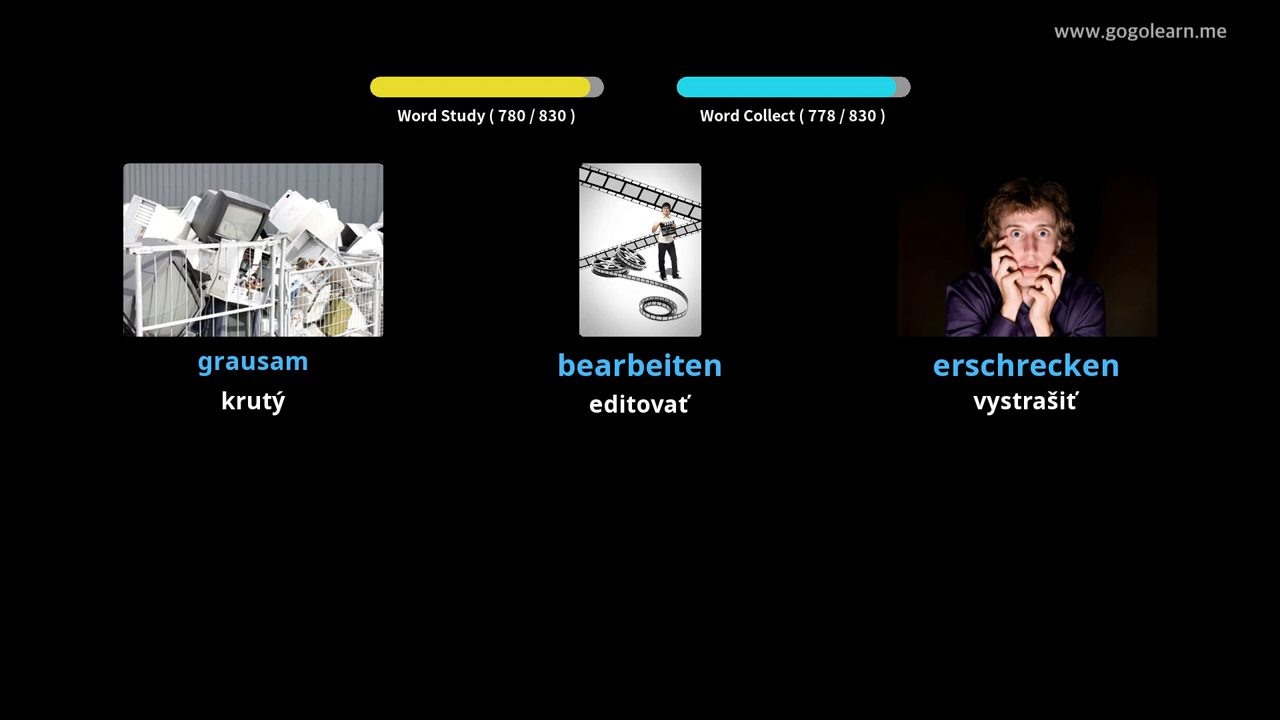 www.gogolearn.me
Word Study ( 780 / 830 )
Word Collect ( 778 / 830 )
grausam
krutý
bearbeiten
editovať
erschrecken
vystrašiť